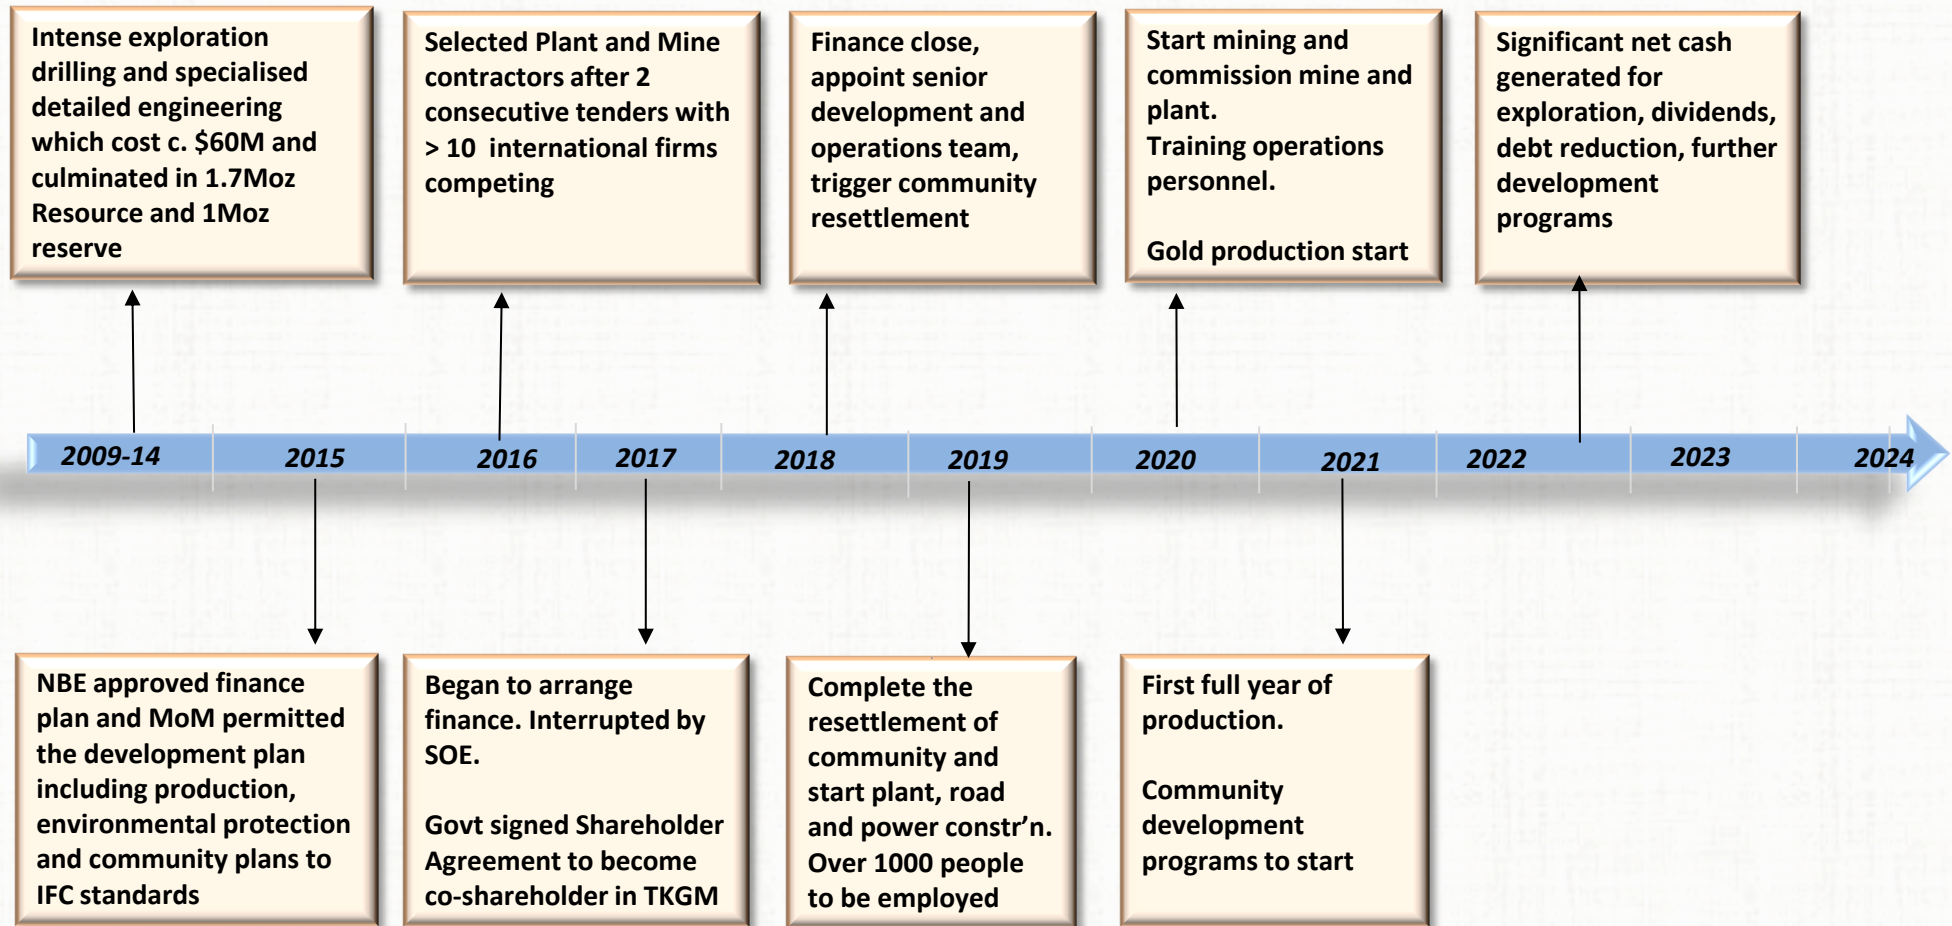 Intense exploration
drilling and specialised
detailed engineering
which cost c. $60M and
culminated in 1.7Moz
Resource and 1Moz
reserve
Selected Plant and Mine
contractors after 2
consecutive tenders with
> 10 international firms
competing
Finance close,
appoint senior
development and
operations team,
trigger community
resettlement
Start mining and
commission mine and
plant.
Training operations
personnel.
Gold production start
Significant net cash
generated for
exploration, dividends,
debt reduction, further
development
programs
2009-14
2015
2016
2017
2018
2019
2020
2021
2022
2023
2024
NBE approved finance
plan and MoM permitted
the development plan
including production,
environmental protection
and community plans to
IFC standards
Began to arrange
finance. Interrupted by
SOE.
Govt signed Shareholder
Agreement to become
co-shareholder in TKGM
Complete the
resettlement of
community and
start plant, road
and power constr’n.
Over 1000 people
to be employed
First full year of
production.
Community
development
programs to start